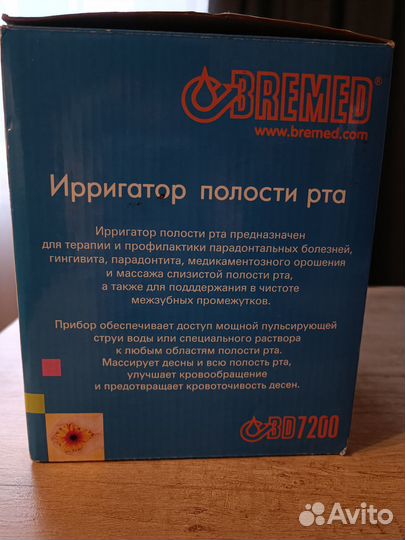 BREMED®
www.bremed.com
Ирригатор полости рта
Ирригатор полости рта предназначен
для терапии и профилактики парадонтальных болезней,
гингивита, парадонтита, медикаментозного орошения
и массажа слизистой полости рта,
а также для подддержания в чистоте
межзубных промежутков.
Прибор обеспечивает доступ мощной пульсирующей
струи воды или специального раствора
к любым областям полости рта.
Массирует десны и всю полость рта,
улучшает кровообращение
и предотвращает кровоточивость десен.
BD7200
Avito